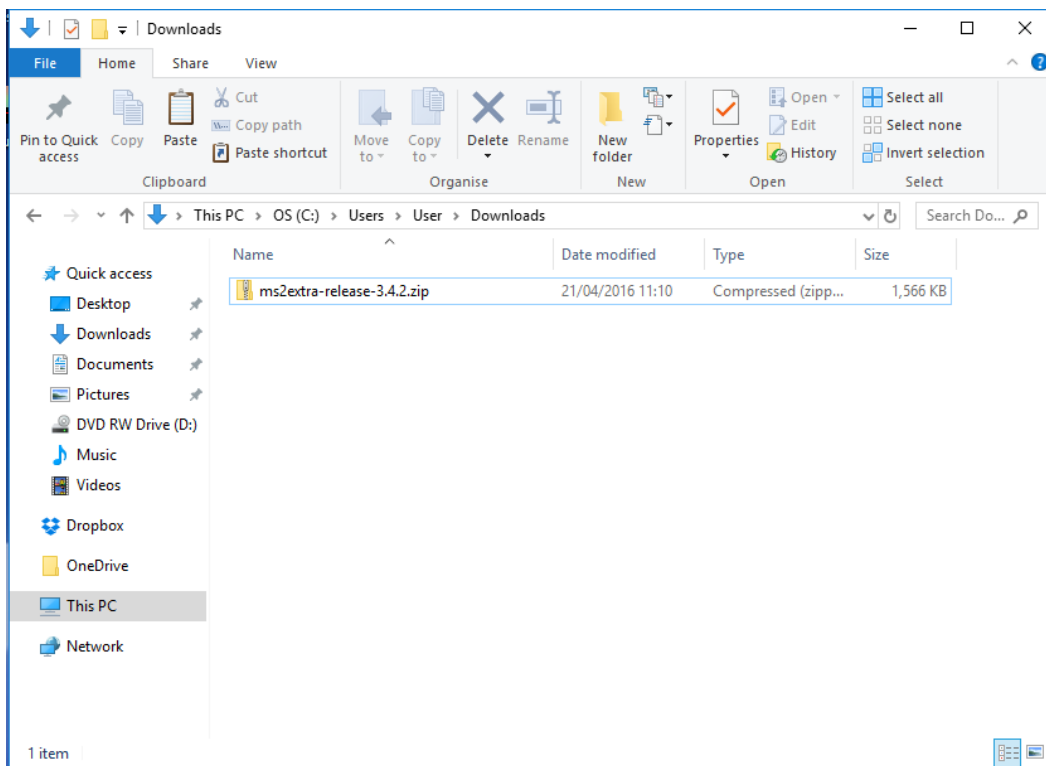 Downloads
File Home Share View
Pin to Quick access
Copy
Paste
Cut
Copy path
Paste shortcut
Clipboard
Move to
Copy to
Delete
Rename
Organise
New folder
New
Properties
Open
Edit
History
Open
Select all
Select none
Invert selection
Select
This PC > OS (C:) > Users > User > Downloads
Search Do...
Name Date modified Type Size
ms2extra-release-3.4.2.zip 21/04/2016 11:10 Compressed (zipp... 1,566 KB
Quick access
Desktop
Downloads
Documents
Pictures
DVD RW Drive (D:)
Music
Videos
Dropbox
OneDrive
This PC
Network
1 item